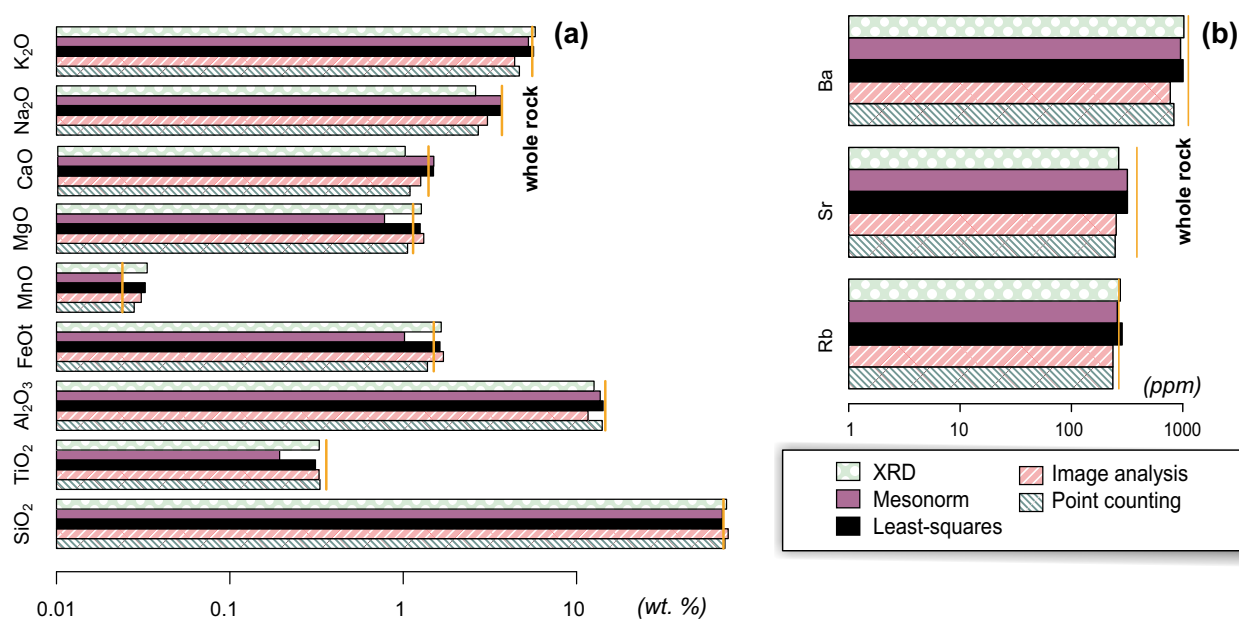 (a)
K₂O
Na₂O
CaO
MgO
MnO
FeOt
Al₂O₃
TiO₂
SiO₂
whole rock
0.01 0.1 1 10 (wt. %)
(b)
Ba
Sr
Rb
whole rock
(ppm)
1 10 100 1000
XRD
Mesonorm
Least-squares
Image analysis
Point counting